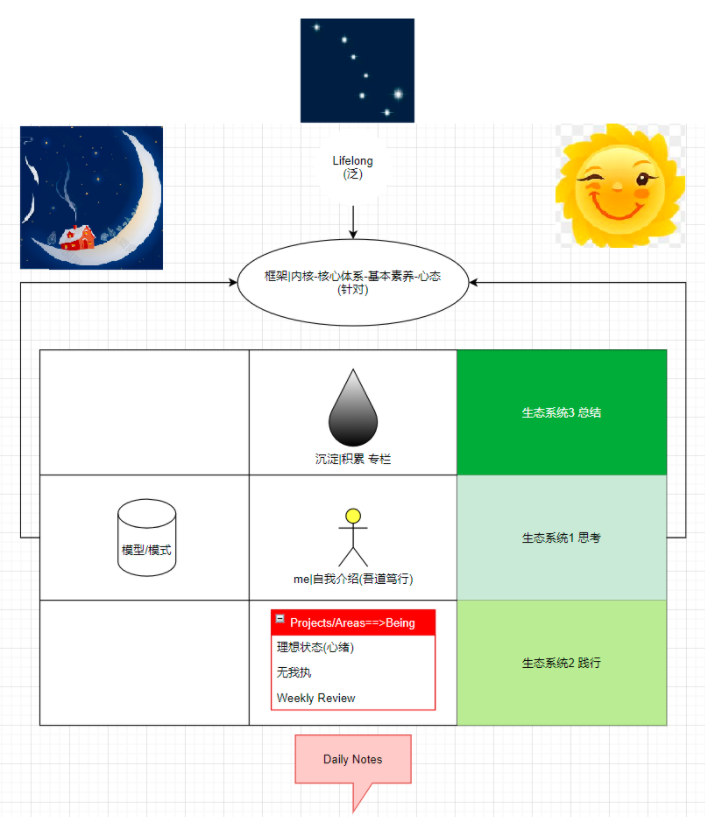 Lifelong
(泛)
框架|内核-核心体系-基本素养-心态
(针对)
沉淀|积累 专栏
生态系统3 总结
模型/模式
me|自我介绍(吾道笃行)
生态系统1 思考
Projects/Areas==>Being
理想状态(心绪)
无我执
Weekly Review
生态系统2 践行
Daily Notes